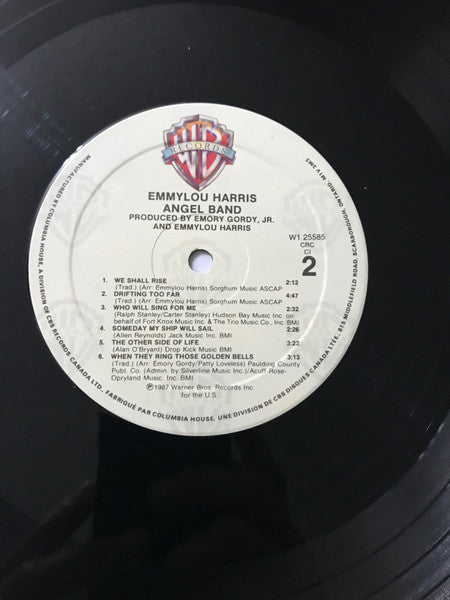 WB
RECORDS
EMMYLOU HARRIS
ANGEL BAND
PRODUCED BY EMORY GORDY, JR.
AND EMMYLOU HARRIS
W1 25585
CRC
CI
2
1. WE SHALL RISE 2:12
(Trad.) (Arr: Emmylou Harris) Sorghum Music ASCAP
2. DRIFTING TOO FAR 4:47
(Trad.) (Arr: Emmylou Harris) Sorghum Music ASCAP
3. WHO WILL SING FOR ME 2:32
(Ralph Stanley/Carter Stanley) Hudson Bay Music Inc. on
behalf of Fort Knox Music Inc. & The Trio Music Co., Inc. BMI)
4. SOMEDAY MY SHIP WILL SAIL 2:26
(Allen Reynolds) Jack Music Inc. BMI
5. THE OTHER SIDE OF LIFE 3:22
(Alan O'Bryant) Drop Kick Music BMI)
6. WHEN THEY RING THOSE GOLDEN BELLS 3:13
(Trad.) (Arr: Emory Gordy/Patty Loveless) Paulding County
Publ. Co. (Admin. by Silverline Music Inc.)/Acuff-Rose-
Opryland Music, Inc. BMI)
Ⓟ1987 Warner Bros. Records Inc.
for the U.S.
MANUFACTURED BY COLUMBIA HOUSE, A DIVISION OF CBS RECORDS CANADA LTD., FABRIQUÉ PAR COLUMBIA HOUSE, UNE DIVISION DE CBS DISQUES CANADA LTÉE., 915 MIDDLEFIELD ROAD, SCARBOROUGH, ONTARIO, M1V 2M3